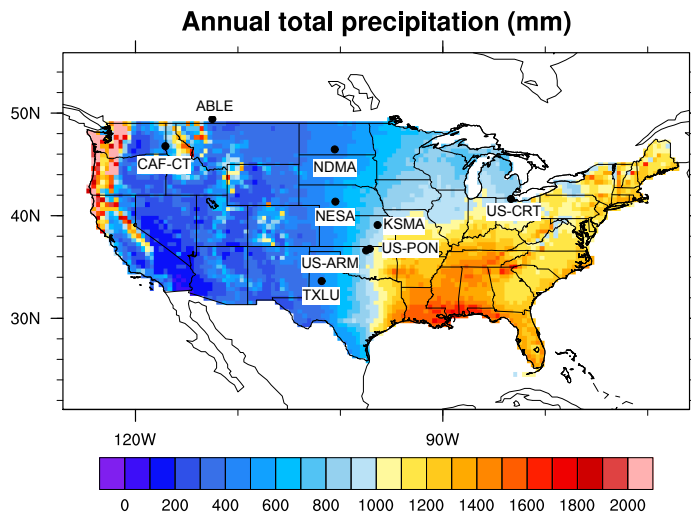 Annual total precipitation (mm)
50N
ABLE
CAF-CT
NDMA
40N
NESA
US-CRT
KSMA
US-PON
US-ARM
TXLU
30N
120W 90W
0 200 400 600 800 1000 1200 1400 1600 1800 2000